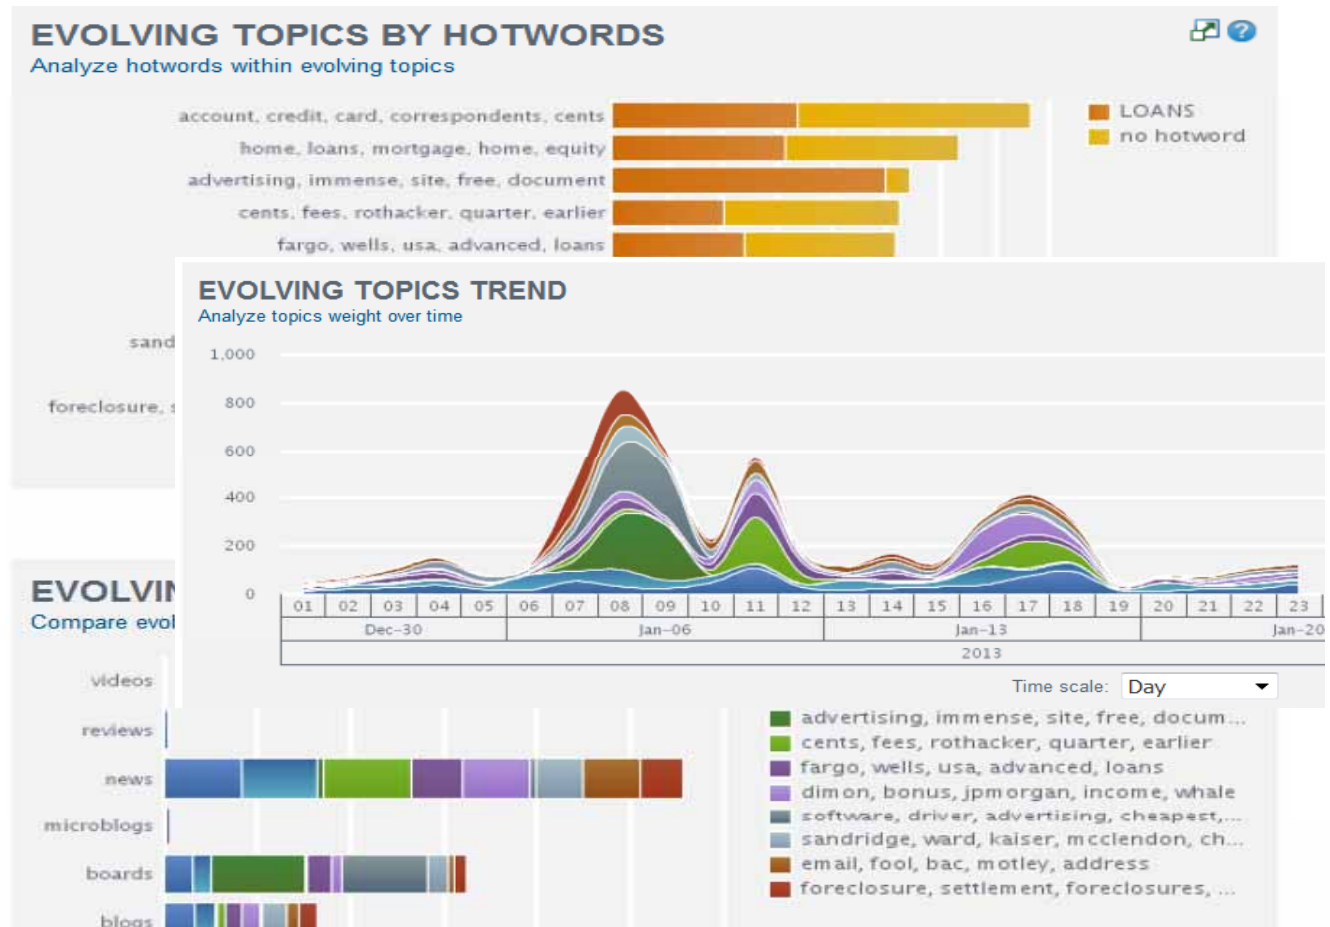 EVOLVING TOPICS BY HOTWORDS
Analyze hotwords within evolving topics
account, credit, card, correspondents, cents
home, loans, mortgage, home, equity
advertising, immense, site, free, document
cents, fees, rothacker, quarter, earlier
fargo, wells, usa, advanced, loans
LOANS
no hotword
sand
foreclosure, s
EVOLVING TOPICS TREND
Analyze topics weight over time
1,000
800
600
400
200
0
01 02 03 04 05 06 07 08 09 10 11 12 13 14 15 16 17 18 19 20 21 22 23
Dec-30 Jan-06 Jan-13 Jan-20
2013
Time scale: Day
EVOLVIN
Compare evol
videos
reviews
news
microblogs
boards
blogs
advertising, immense, site, free, docum...
cents, fees, rothacker, quarter, earlier
fargo, wells, usa, advanced, loans
dimon, bonus, jpmorgan, income, whale
software, driver, advertising, cheapest,...
sandridge, ward, kaiser, mcclendon, ch...
email, fool, bac, motley, address
foreclosure, settlement, foreclosures, ...